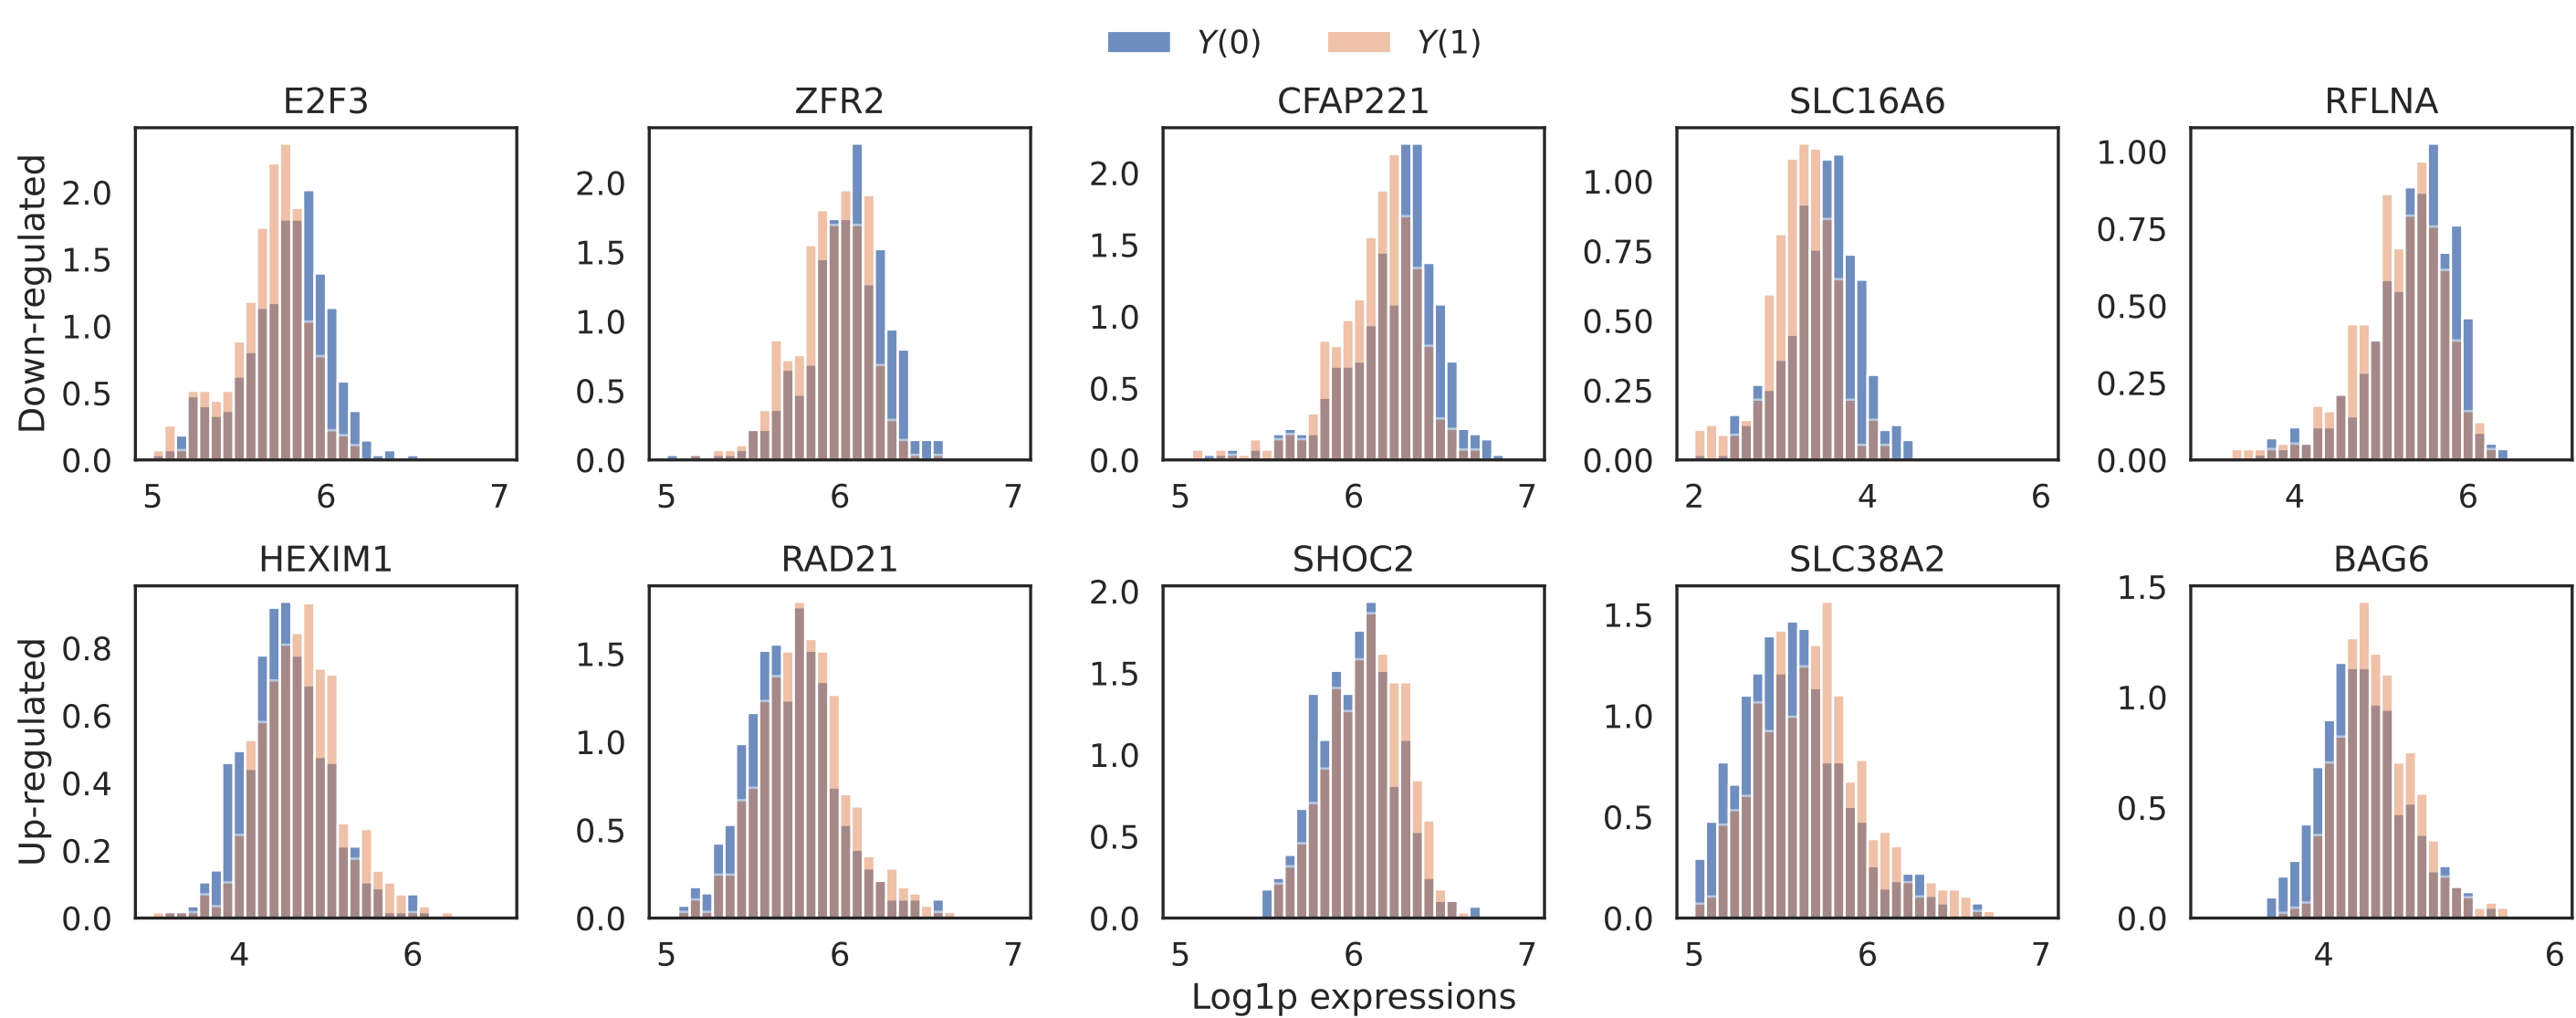 Y(0) Y(1)
E2F3 ZFR2 CFAP221 SLC16A6 RFLNA
Down-regulated
2.0 1.5 1.0 0.5 0.0
5 6 7
2.0 1.5 1.0 0.5 0.0
5 6 7
2.0 1.5 1.0 0.5 0.0
5 6 7
1.00 0.75 0.50 0.25 0.00
2 4 6
1.00 0.75 0.50 0.25 0.00
4 6
HEXIM1 RAD21 SHOC2 SLC38A2 BAG6
Up-regulated
0.8 0.6 0.4 0.2 0.0
4 6
1.5 1.0 0.5 0.0
5 6 7
2.0 1.5 1.0 0.5 0.0
5 6 7
1.5 1.0 0.5 0.0
5 6 7
1.5 1.0 0.5 0.0
4 6
Log1p expressions